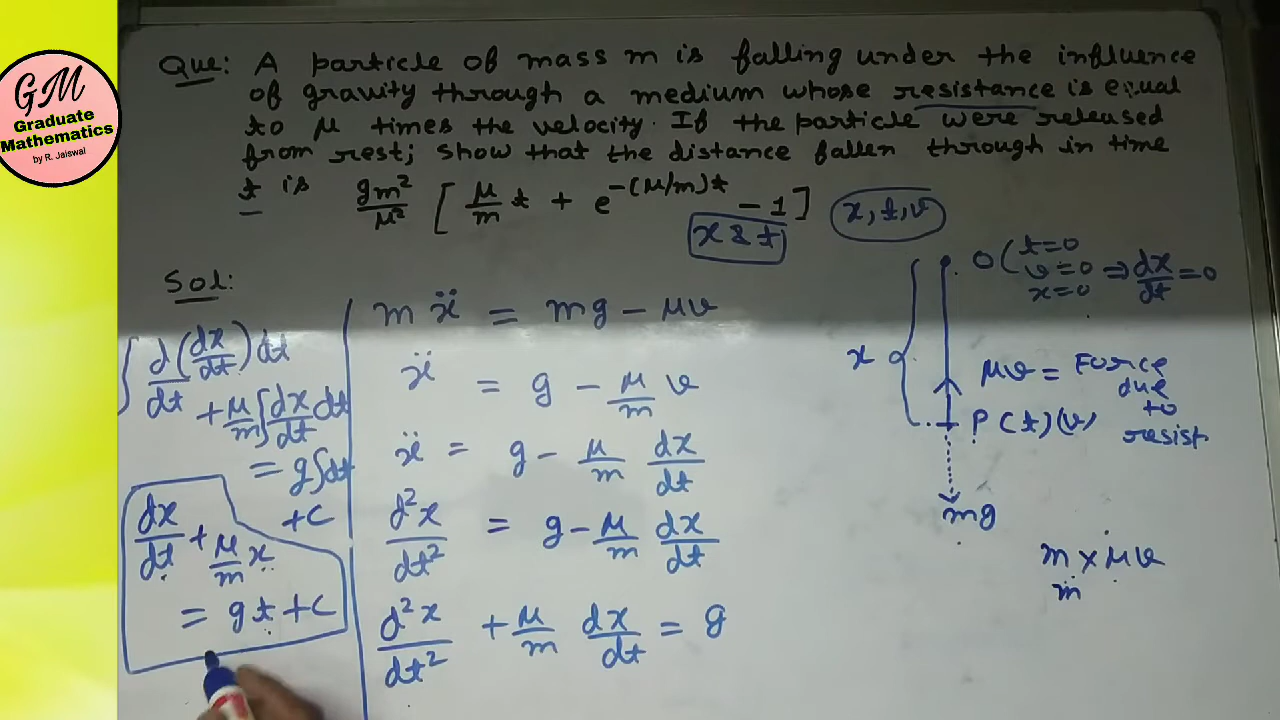 GM
Graduate
Mathematics
by R. Jaiswal
Que: A particle of mass m is falling under the influence
of gravity through a medium whose resistance is equal
to μ times the velocity. If the particle were released
from rest; show that the distance fallen through in time
t is gm²/μ² [ μ/m t + e^-(μ/m)t - 1 ]
x & t
x, t, v
Sol:
∫ d/dt (dx/dt) dt
+ μ/m ∫ dx/dt dt
= g∫dt
+ c
dx/dt + μ/m x
= gt + c
m ẍ = mg - μv
ẍ = g - μ/m v
ẍ = g - μ/m dx/dt
d²x/dt² = g - μ/m dx/dt
d²x/dt² + μ/m dx/dt = g
O ( t=0
v=0 ⇒ dx/dt = 0
x=0
x
μv = Force
due
to
resist
P (t) (v)
mg
m × μv
m